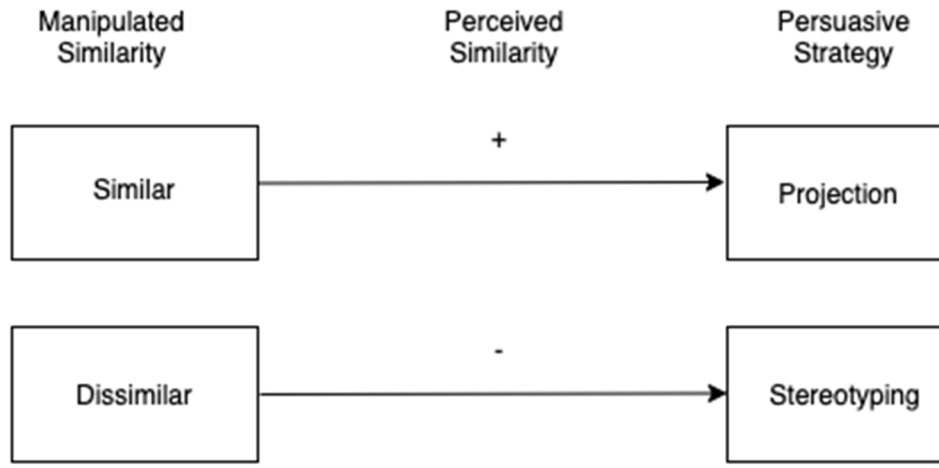 Manipulated
Similarity
Perceived
Similarity
Persuasive
Strategy
+
Similar
Projection
-
Dissimilar
Stereotyping